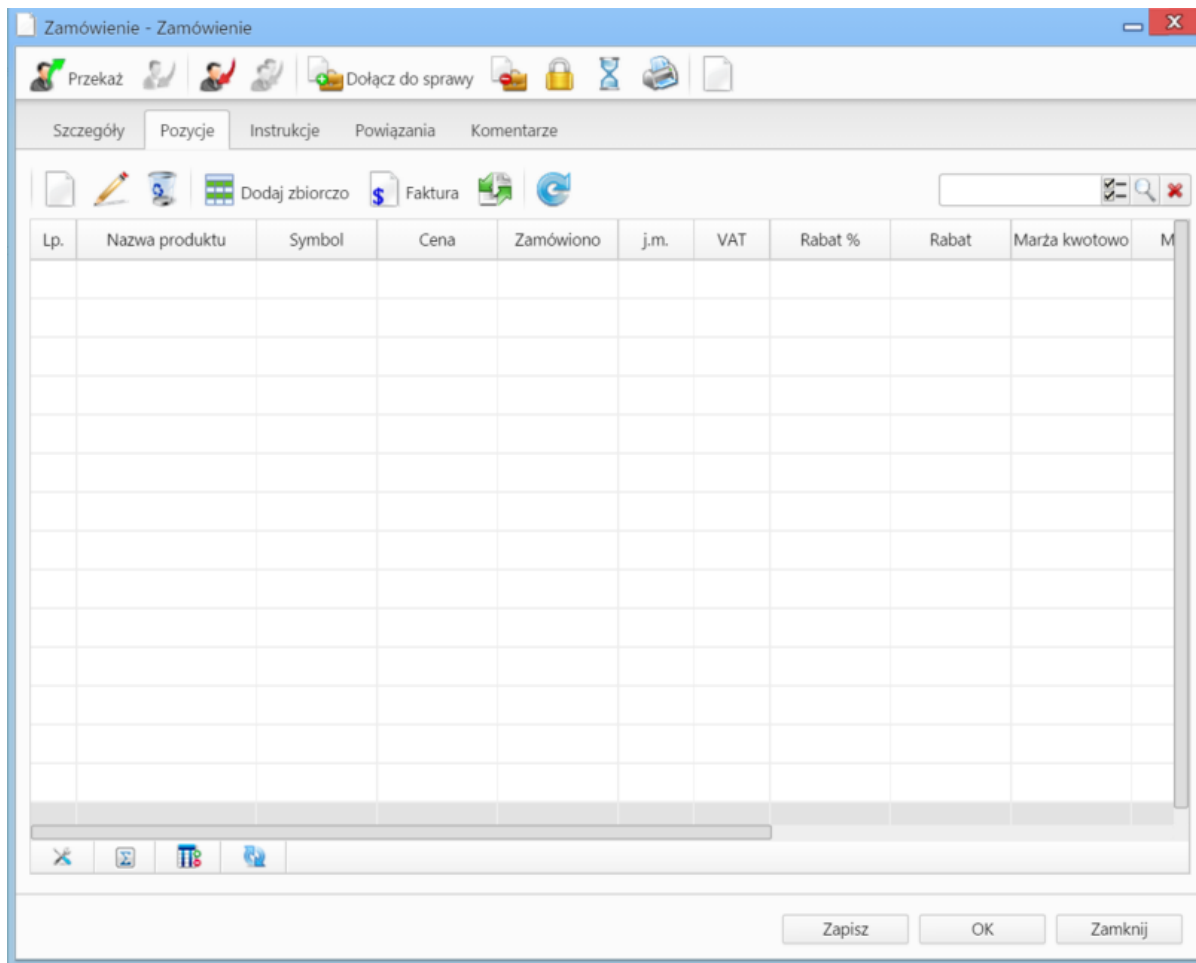 Zamówienie - Zamówienie
Przekaż Dołącz do sprawy
Szczegóły Pozycje Instrukcje Powiązania Komentarze
Dodaj zbiorczo Faktura
Lp. Nazwa produktu Symbol Cena Zamówiono j.m. VAT Rabat % Rabat Marża kwotowo M
Zapisz OK Zamknij